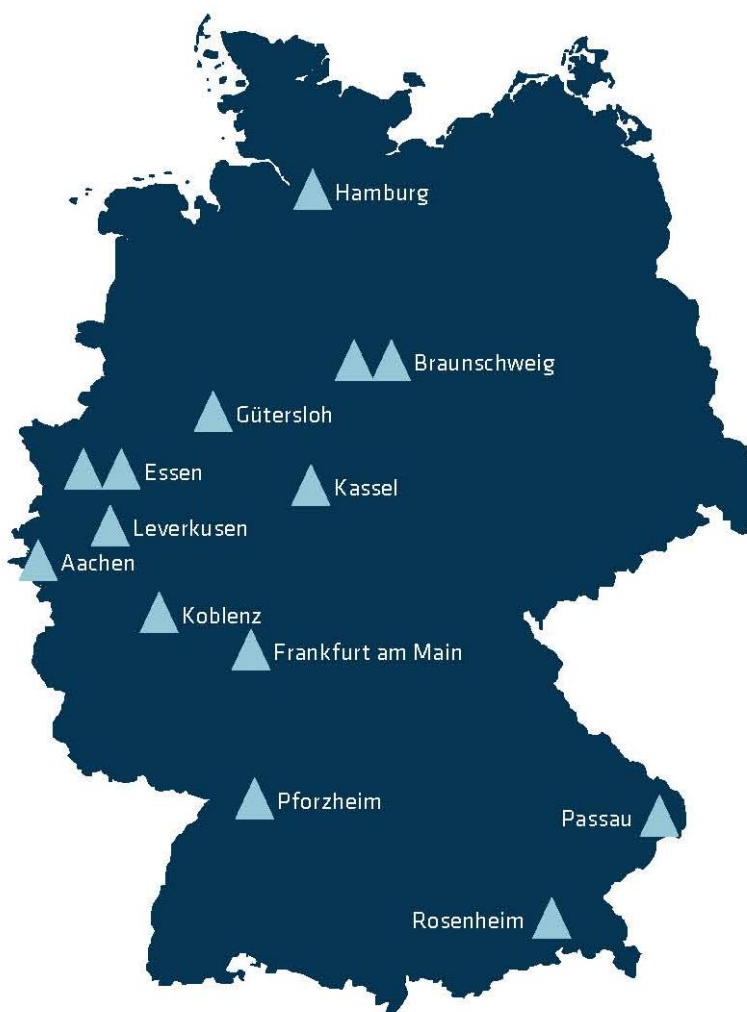 Hamburg
Braunschweig
Gütersloh
Essen
Kassel
Leverkusen
Aachen
Koblenz
Frankfurt am Main
Pforzheim
Passau
Rosenheim